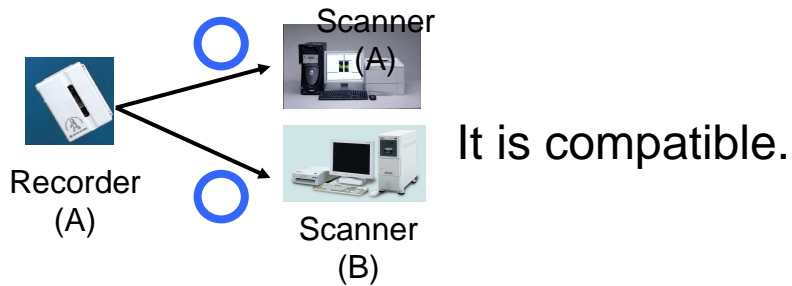 Scanner
(A)
Recorder
(A)
It is compatible.
Scanner
(B)